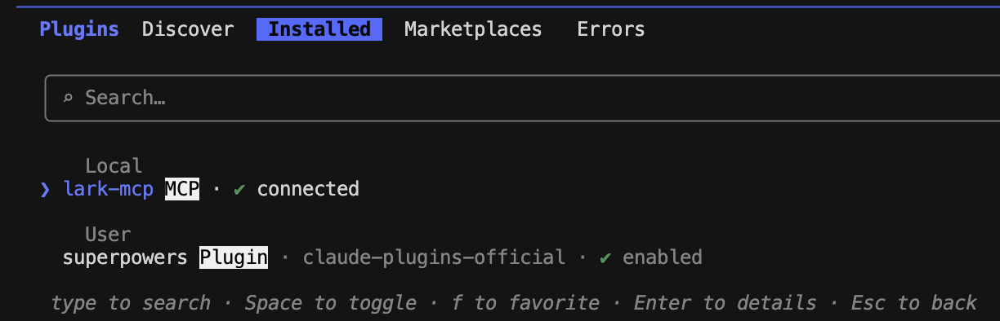 Plugins Discover Installed Marketplaces Errors
⌕ Search…
Local
❯ lark-mcp MCP · ✔ connected
User
superpowers Plugin · claude-plugins-official · ✔ enabled
type to search · Space to toggle · f to favorite · Enter to details · Esc to back